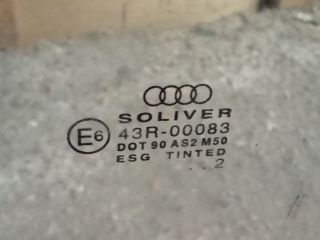 SOLIVER
E6 43R-00083
DOT 90 AS2 M50
ESG TINTED
. . 2